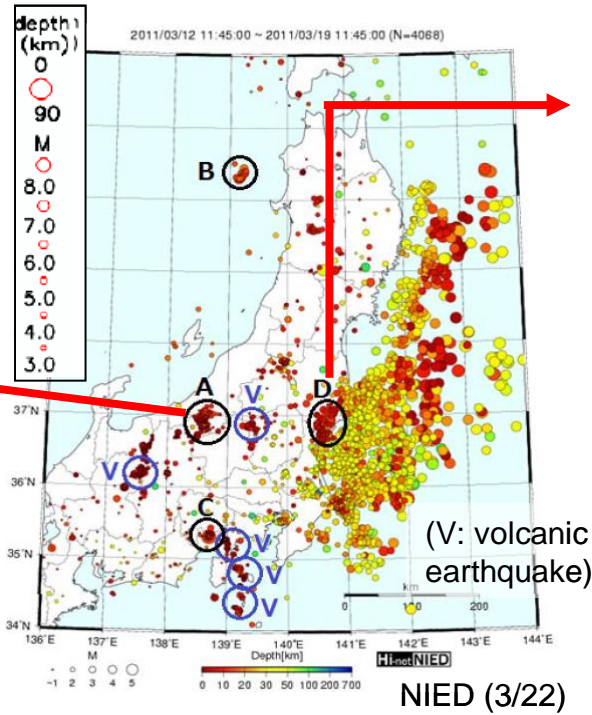 depth)
(km))
0
90
M
8.0
7.0
6.0
5.0
4.0
3.0
2011/03/12 11:45:00 ~ 2011/03/19 11:45:00 (N=4068)
B
A
V
D
V
C
V
V
V
(V: volcanic
earthquake)
37°N
36°N
35°N
34°N
136°E
137°E
138°E
139°E
140°E
141°E
142°E
143°E
144°E
km
0
100
200
M
-1 2 3 4 5
Depth[km]
0 10 20 30 50 100 200 700
Hi-net NIED
NIED (3/22)